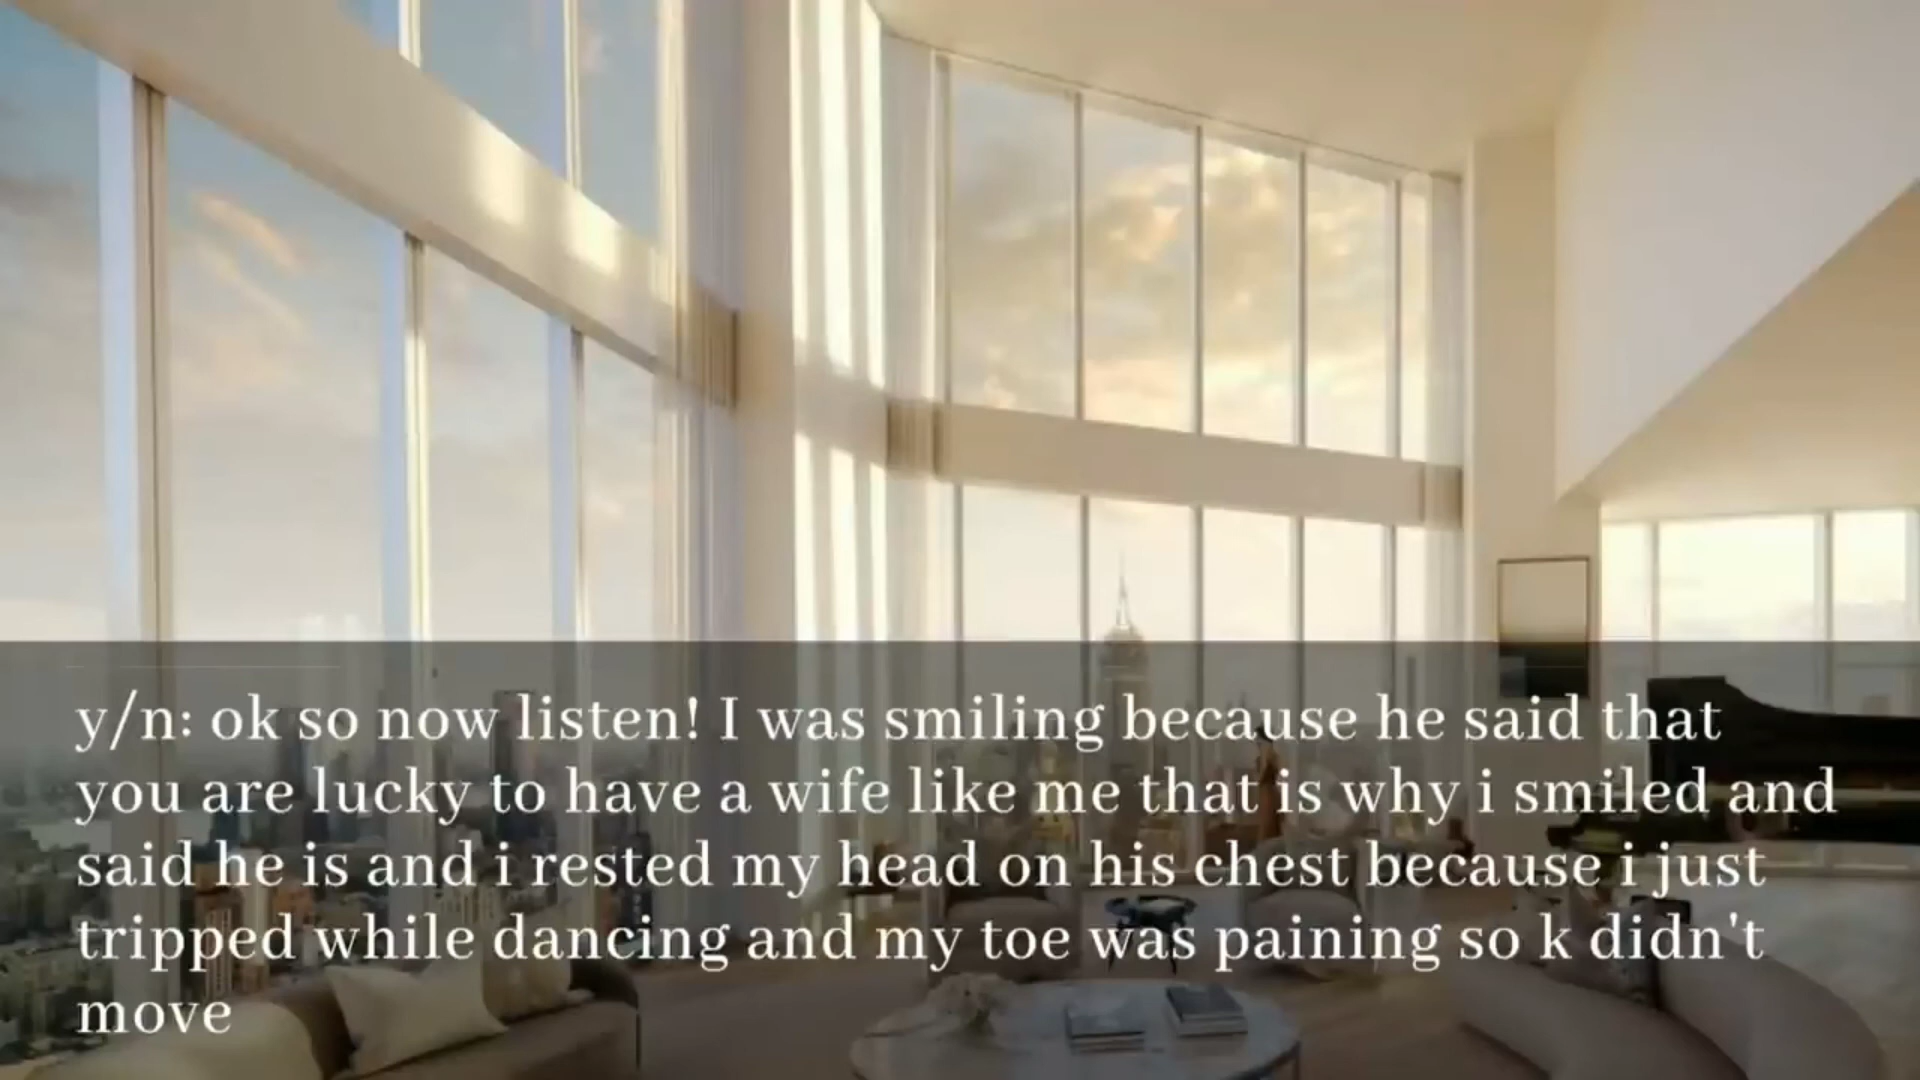 y/n: ok so now listen! I was smiling because he said that
you are lucky to have a wife like me that is why i smiled and
said he is and i rested my head on his chest because i just
tripped while dancing and my toe was paining so k didn't
move